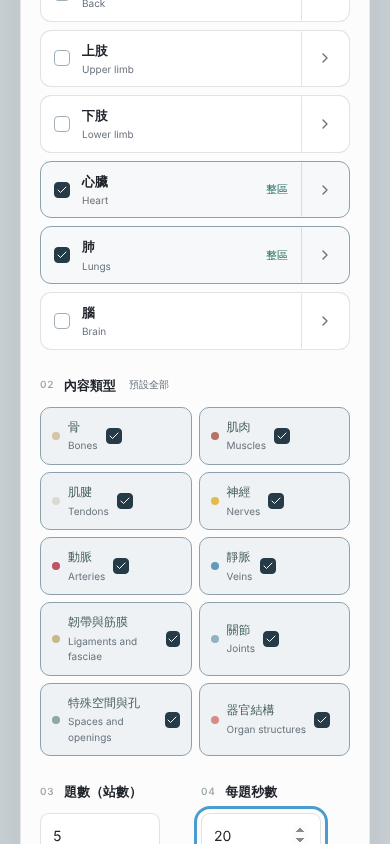 Back
上肢
Upper limb
下肢
Lower limb
心臟
Heart
整區
肺
Lungs
整區
腦
Brain
02 內容類型 預設全部
骨
Bones
肌肉
Muscles
肌腱
Tendons
神經
Nerves
動脈
Arteries
靜脈
Veins
韌帶與筋膜
Ligaments and
fasciae
關節
Joints
特殊空間與孔
Spaces and
openings
器官結構
Organ structures
03 題數（站數）
04 每題秒數
5
20